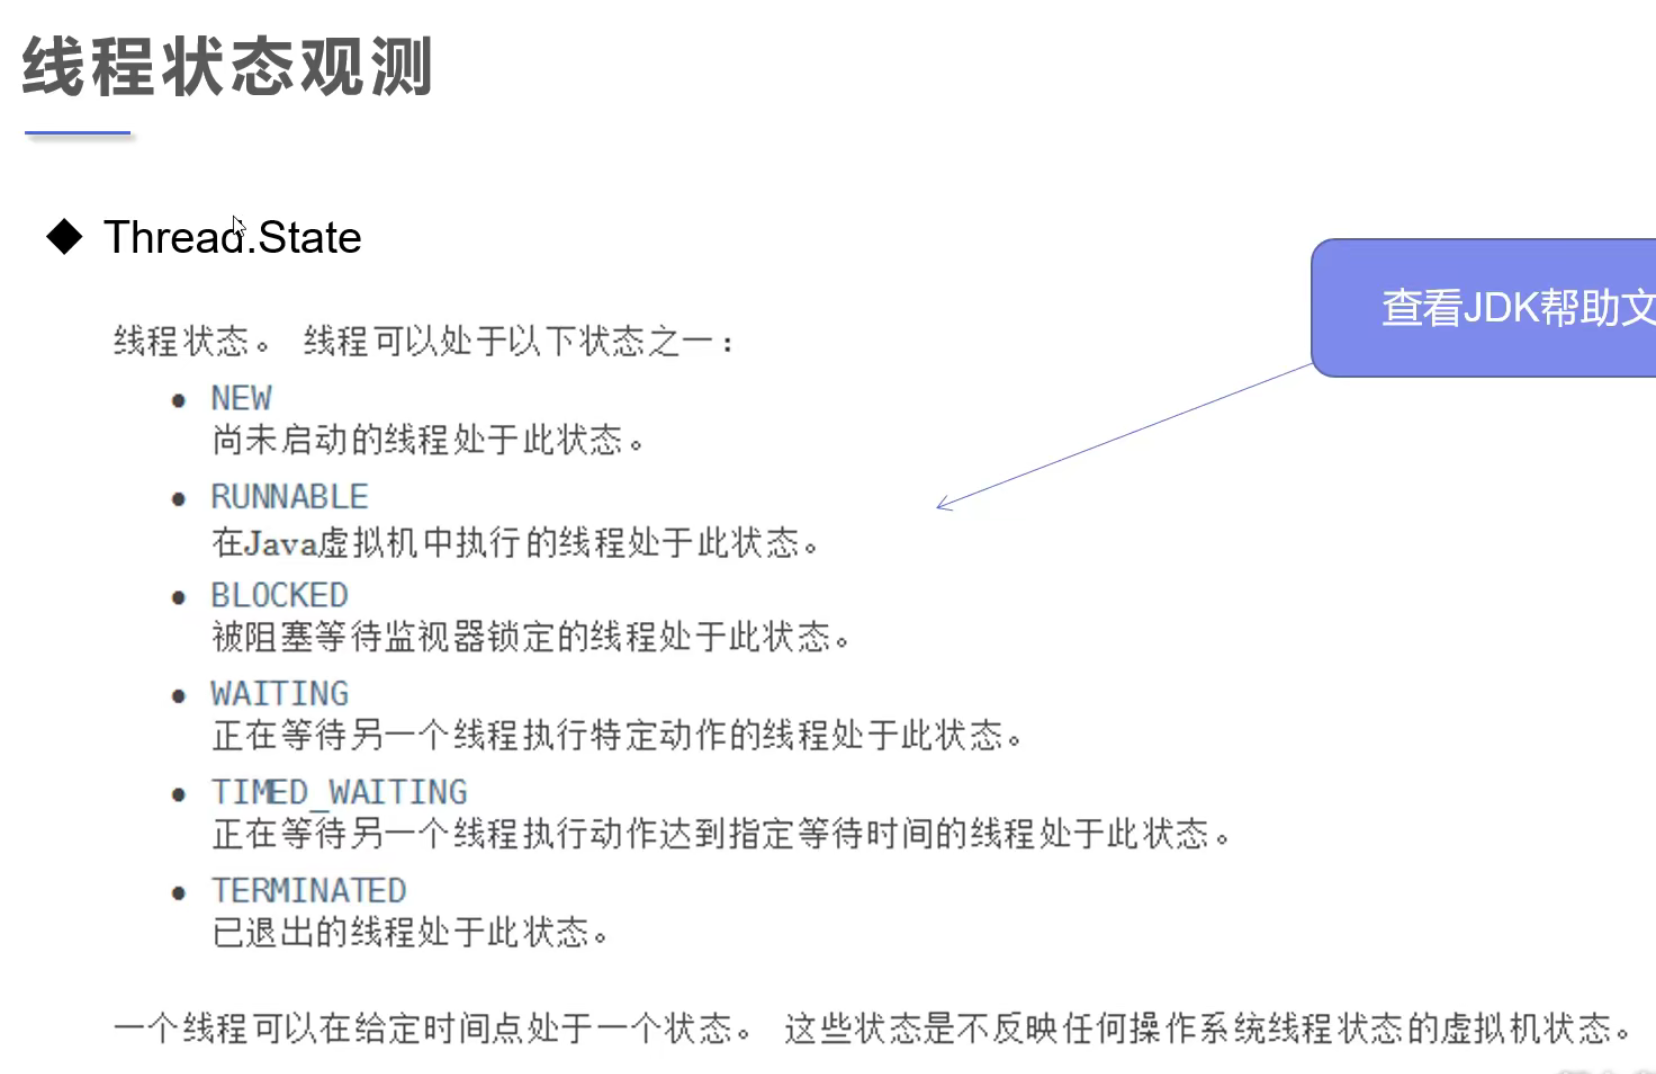 线程状态观测
◆ Thread.State
查看JDK帮助文
线程状态。 线程可以处于以下状态之一：
• NEW
尚未启动的线程处于此状态。
• RUNNABLE
在Java虚拟机中执行的线程处于此状态。
• BLOCKED
被阻塞等待监视器锁定的线程处于此状态。
• WAITING
正在等待另一个线程执行特定动作的线程处于此状态。
• TIMED_WAITING
正在等待另一个线程执行动作达到指定等待时间的线程处于此状态。
• TERMINATED
已退出的线程处于此状态。
一个线程可以在给定时间点处于一个状态。 这些状态是不反映任何操作系统线程状态的虚拟机状态。